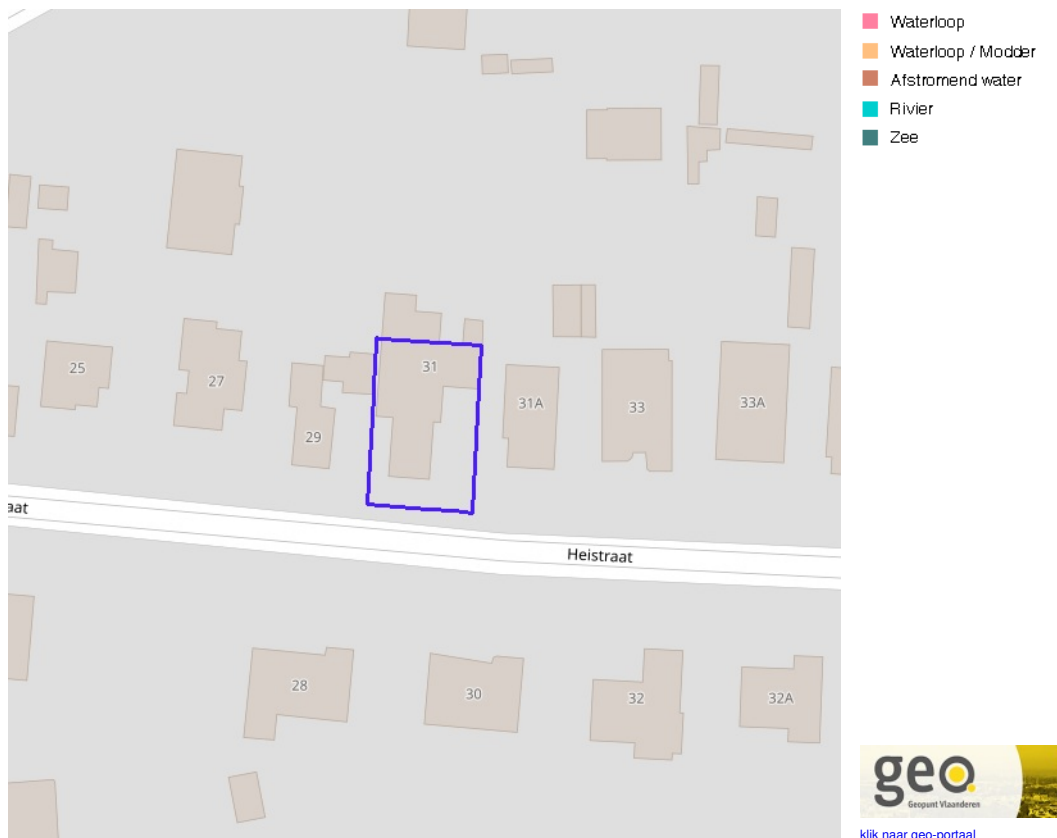 Waterloop
Waterloop / Modder
Afstromend water
Rivier
Zee
25
27
29
31
31A
33
33A
aat
Heistraat
28
30
32
32A
geo.
Geopunt Vlaanderen
klik naar geo-portaal